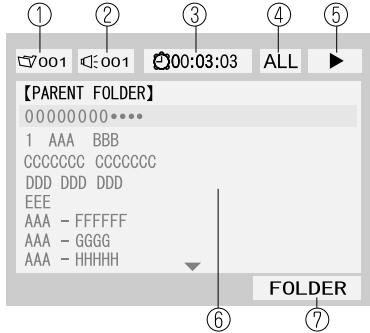 ① ② ③ ④ ⑤
001 001 00:03:03 ALL
【PARENT FOLDER】
00000000••••
1 AAA BBB
CCCCCCC CCCCCCC
DDD DDD DDD
EEE
AAA – FFFFFF
AAA – GGGG
AAA – HHHHH
FOLDER
⑥ ⑦